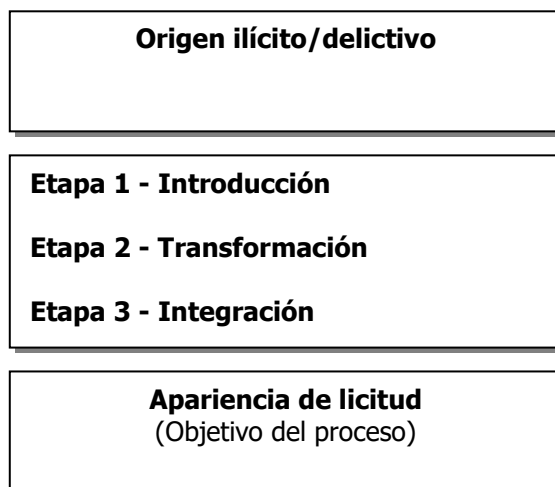 Origen ilícito/delictivo
Etapa 1 - Introducción
Etapa 2 - Transformación
Etapa 3 - Integración
Apariencia de licitud
(Objetivo del proceso)